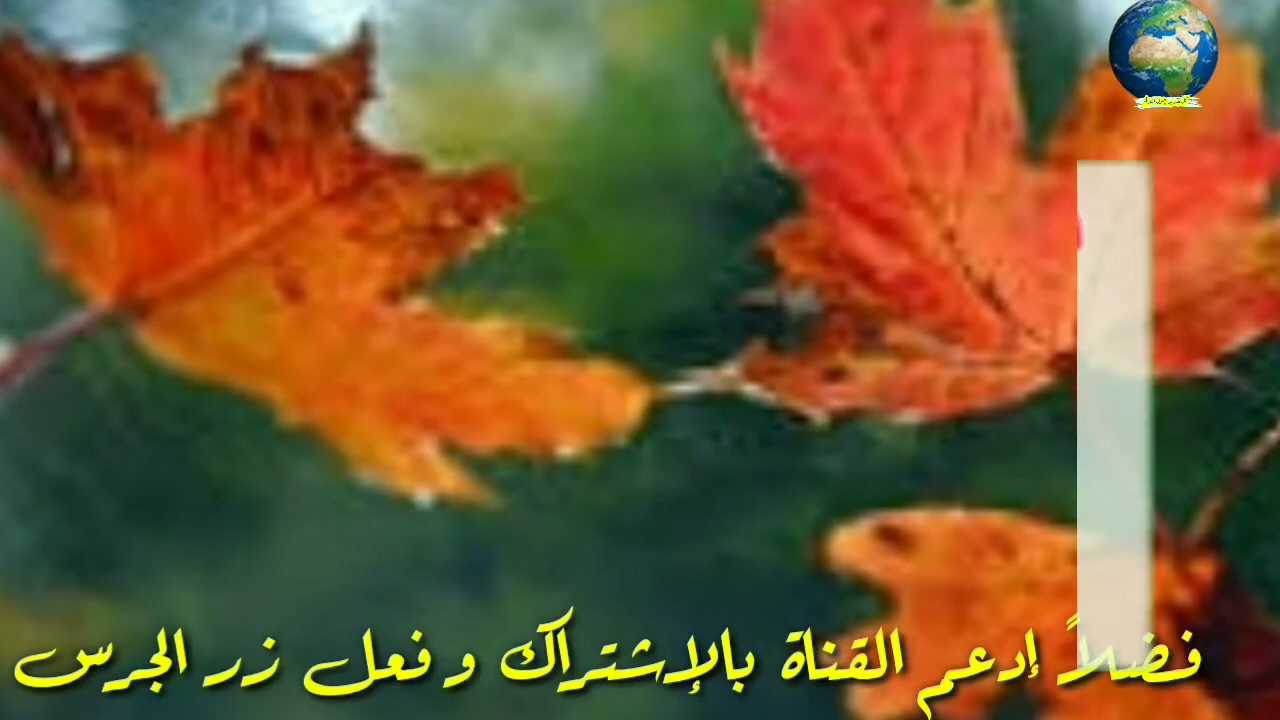 فضلاً إدعم القناة بالإشتراك و فعل زر الجرس